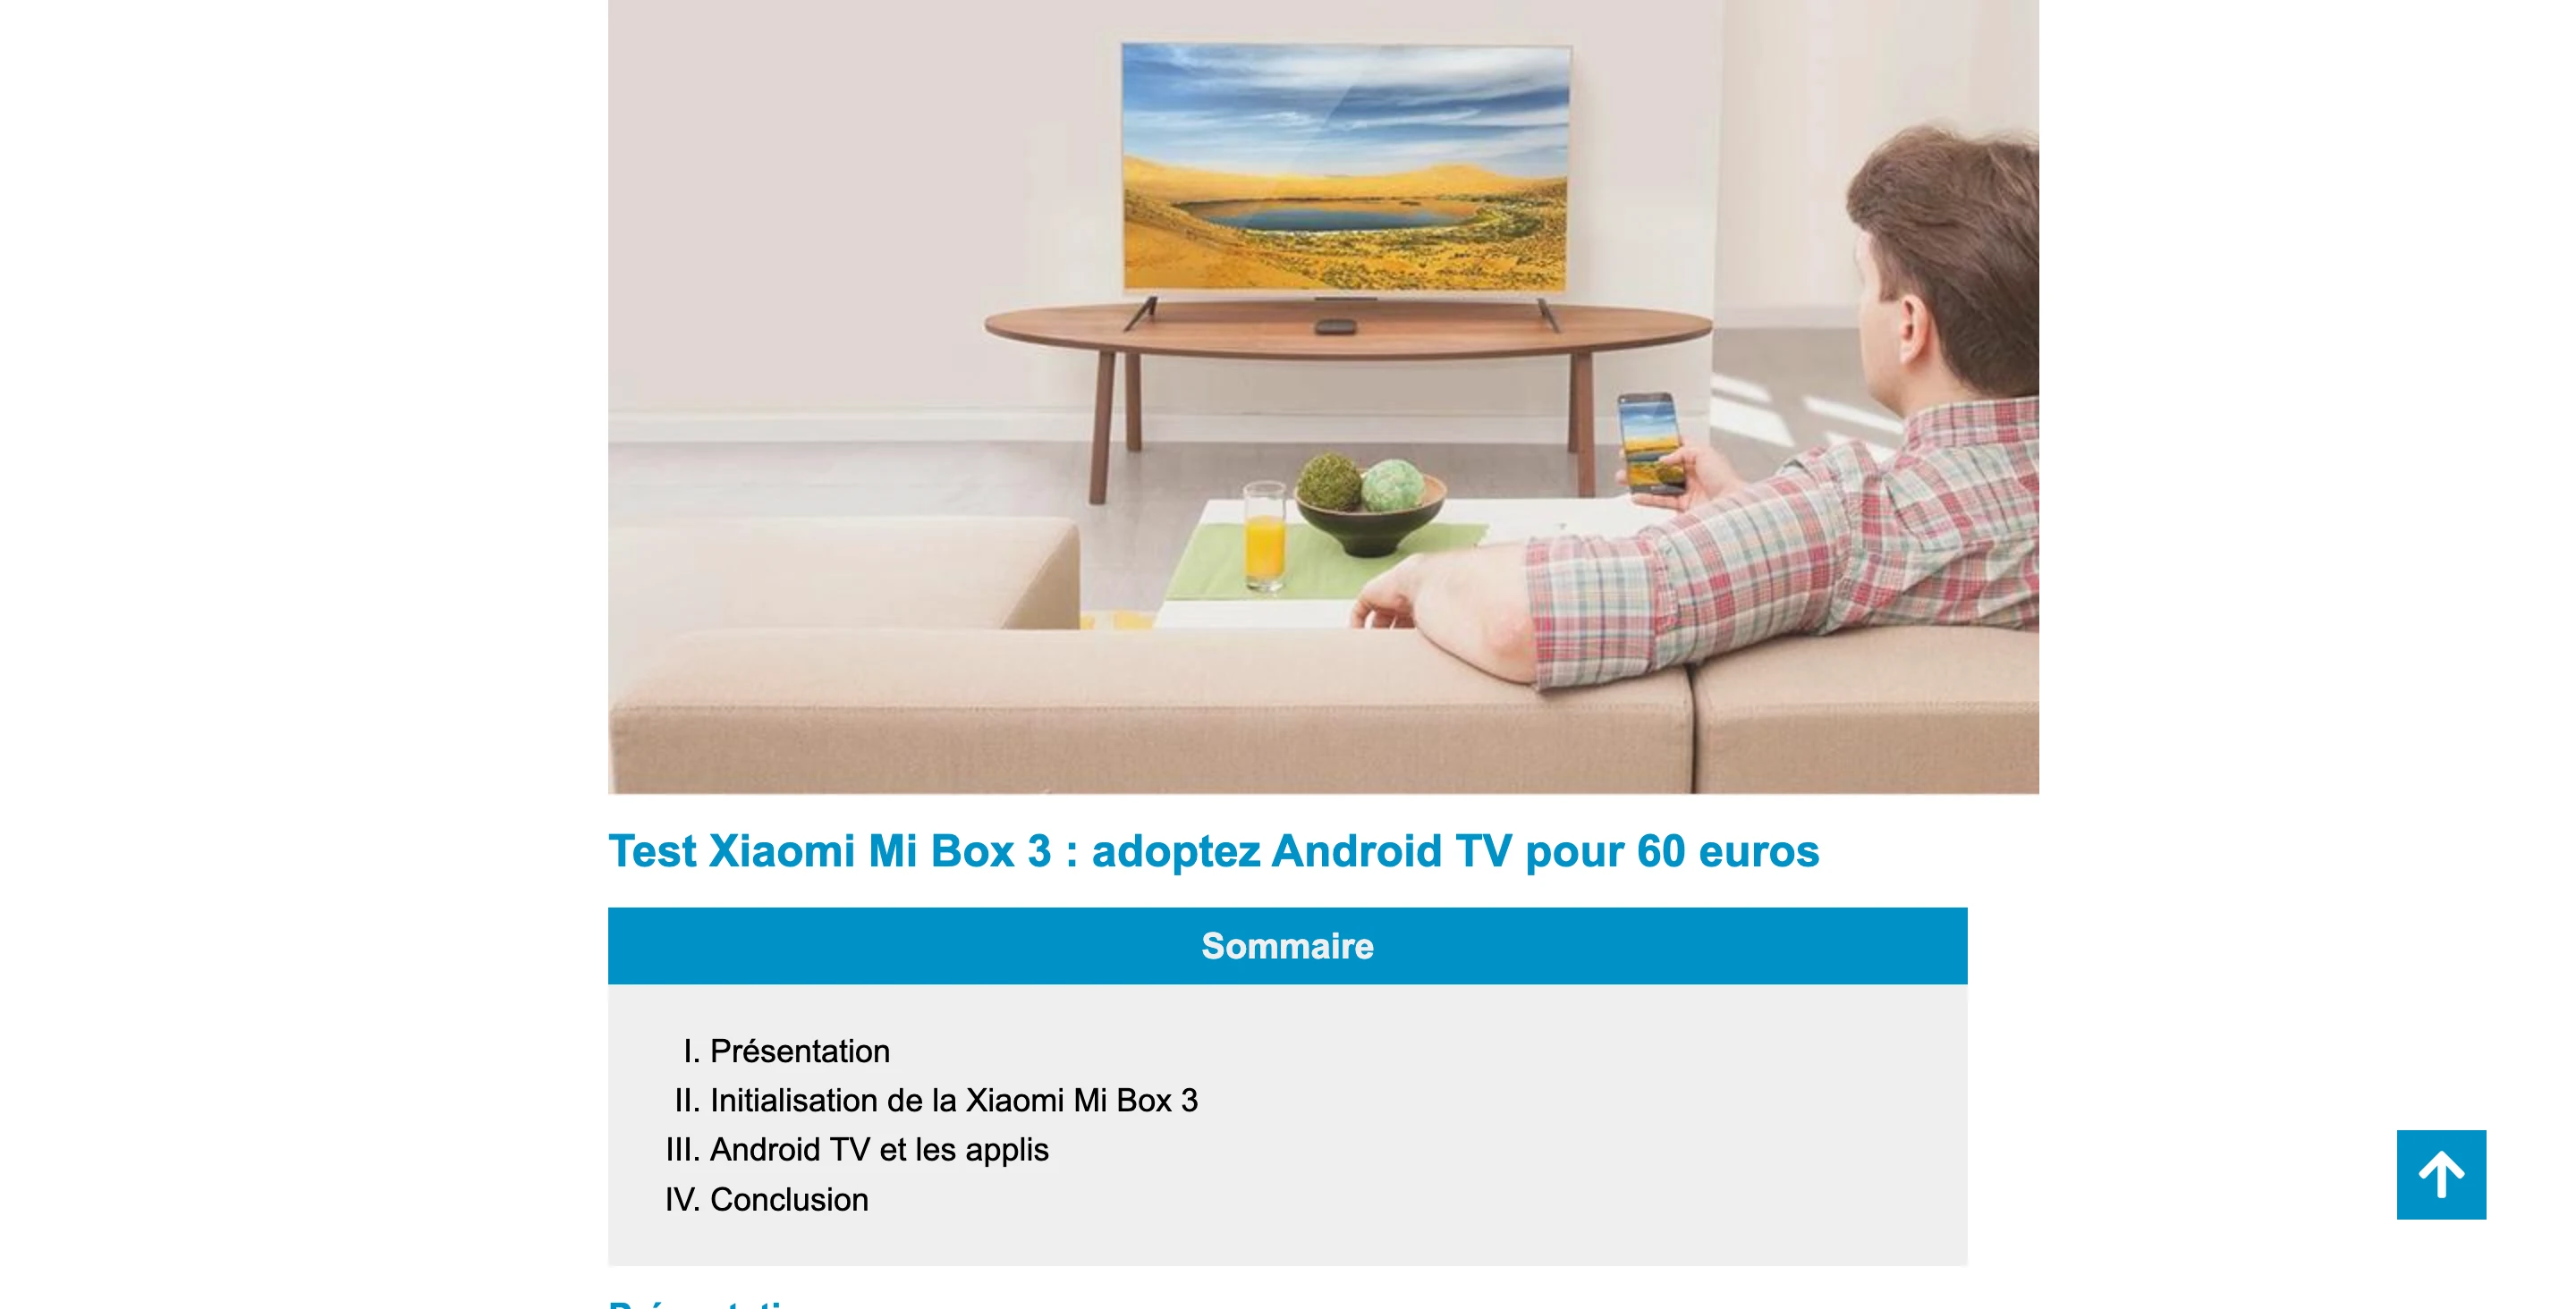 Test Xiaomi Mi Box 3 : adoptez Android TV pour 60 euros
Sommaire
I. Présentation
II. Initialisation de la Xiaomi Mi Box 3
III. Android TV et les applis
IV. Conclusion